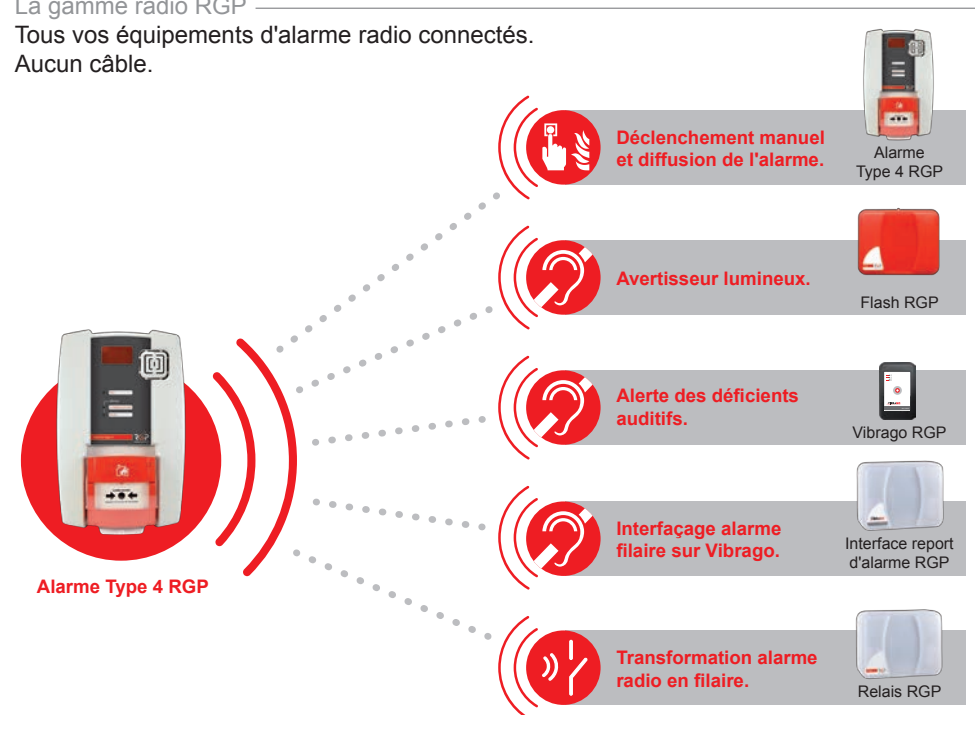 La gamme radio RGP
Tous vos équipements d'alarme radio connectés.
Aucun câble.
Déclenchement manuel
et diffusion de l'alarme.
Alarme
Type 4 RGP
Avertisseur lumineux.
Flash RGP
Alerte des déficients
auditifs.
Vibrago RGP
Interfaçage alarme
filaire sur Vibrago.
Interface report
d'alarme RGP
Transformation alarme
radio en filaire.
Relais RGP
Alarme Type 4 RGP